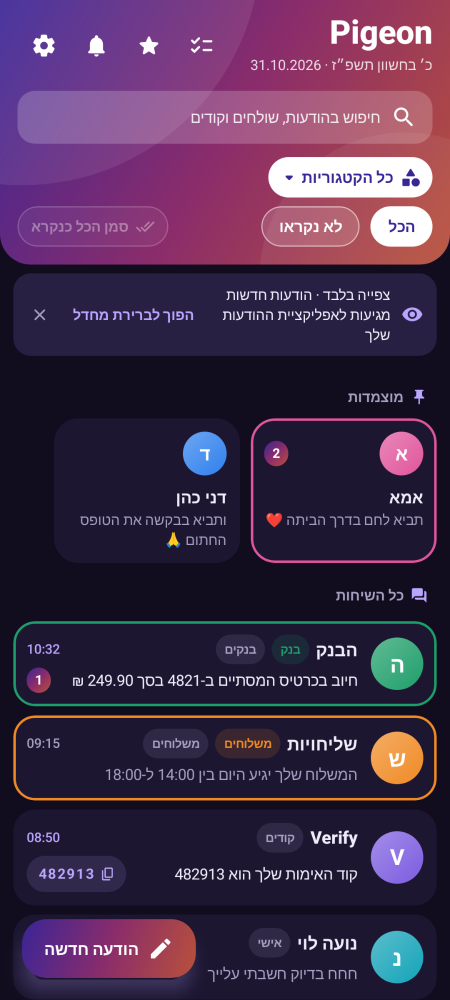 Pigeon
כ׳ בחשוון תשפ״ז · 31.10.2026
חיפוש בהודעות, שולחים וקודים
כל הקטגוריות
הכל
לא נקראו
סמן הכל כנקרא
צפייה בלבד · הודעות חדשות
מגיעות לאפליקציית ההודעות
שלך
הפוך לברירת מחדל
מוצמדות
א
2
אמא
תביא לחם בדרך הביתה ❤️
ד
דני כהן
ותביא בבקשה את הטופס
החתום 🙏
כל השיחות
ה
הבנק בנק בנקים 10:32
חיוב בכרטיס המסתיים ב-4821 בסך 249.90 ₪ 1
ש
שליחויות משלוחים משלוחים 09:15
המשלוח שלך יגיע היום בין 14:00 ל-18:00
V
Verify קודים 08:50
קוד האימות שלך הוא 482913 482913
נ
נועה לוי אישי
חחח בדיוק חשבתי עלייך
הודעה חדשה